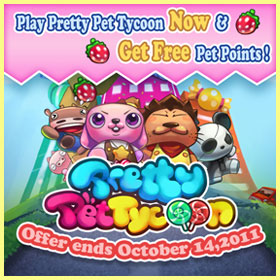 Play Pretty Pet Tycoon Now &
Get Free Pet Points!
Pretty
Pet Tycoon
Offer ends October 14,2011